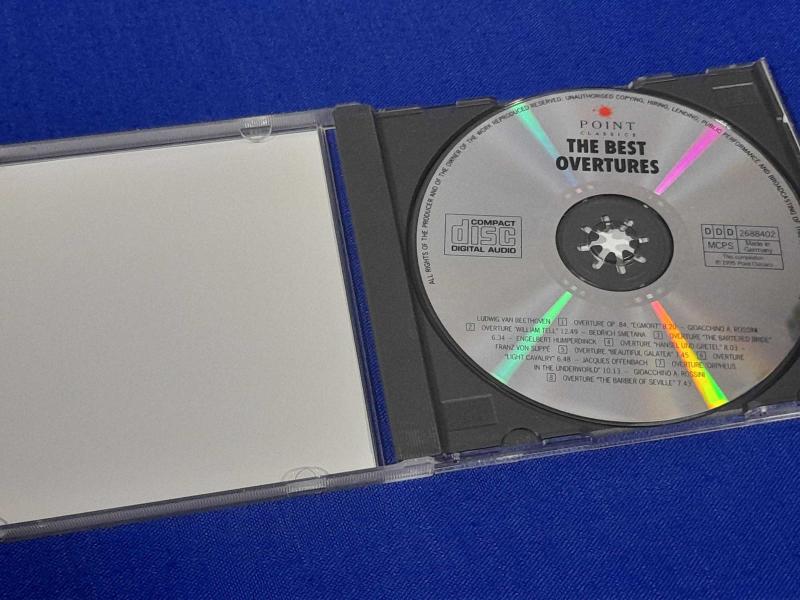 ALL RIGHTS OF THE PRODUCER AND OF THE OWNER OF THE WORK REPRODUCED RESERVED. UNAUTHORISED COPYING, HIRING, LENDING, PUBLIC PERFORMANCE AND BROADCASTING OF
POINT
CLASSICS
THE BEST
OVERTURES
COMPACT
disc
DIGITAL AUDIO
DDD 2688402
MCPS Made in
Germany
This compilation
℗ 1995 Point Classics
LUDWIG VAN BEETHOVEN 1 OVERTURE OP. 84, "EGMONT" 8.20 – GIOACCHINO A. ROSSINI
2 OVERTURE "WILLIAM TELL" 12.49 – BEDRICH SMETANA 3 OVERTURE "THE BARTERED BRIDE"
6.34 – ENGELBERT HUMPERDINCK 4 OVERTURE "HANSEL UND GRETEL" 8.03 –
FRANZ VON SUPPÉ 5 OVERTURE "BEAUTIFUL GALATEA" 7.45 6 OVERTURE
"LIGHT CAVALRY" 6.48 – JACQUES OFFENBACH 7 OVERTURE "ORPHEUS
IN THE UNDERWORLD" 10.13 – GIOACCHINO A. ROSSINI
8 OVERTURE "THE BARBER OF SEVILLE" 7.43